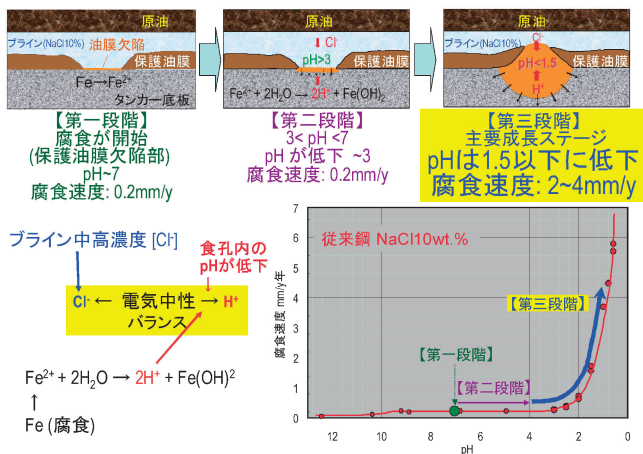 原油
ブライン(NaCl10%) 油膜欠陥
保護油膜
Fe→Fe²⁺
タンカー底板
【第一段階】
腐食が開始
(保護油膜欠陥部)
pH~7
腐食速度: 0.2mm/y
原油
Cl⁻
pH>3
保護油膜
Fe²⁺ + 2H₂O → 2H⁺ + Fe(OH)₂
【第二段階】
3< pH <7
pH が低下 ~3
腐食速度: 0.2mm/y
原油
ブライン(NaCl10%)
Cl⁻
保護油膜
pH<1.5
H⁺
【第三段階】
主要成長ステージ
pHは1.5以下に低下
腐食速度: 2~4mm/y
ブライン中高濃度 [Cl⁻]
食孔内の
pHが低下
Cl⁻ ← 電気中性 → H⁺
バランス
Fe²⁺ + 2H₂O → 2H⁺ + Fe(OH)²
↑
Fe (腐食)
従来鋼 NaCl10wt.%
腐食速度 mm/y年
7
6
5
4
3
2
1
0
【第三段階】
【第一段階】
【第二段階】
12 10 8 6 4 2 0
pH